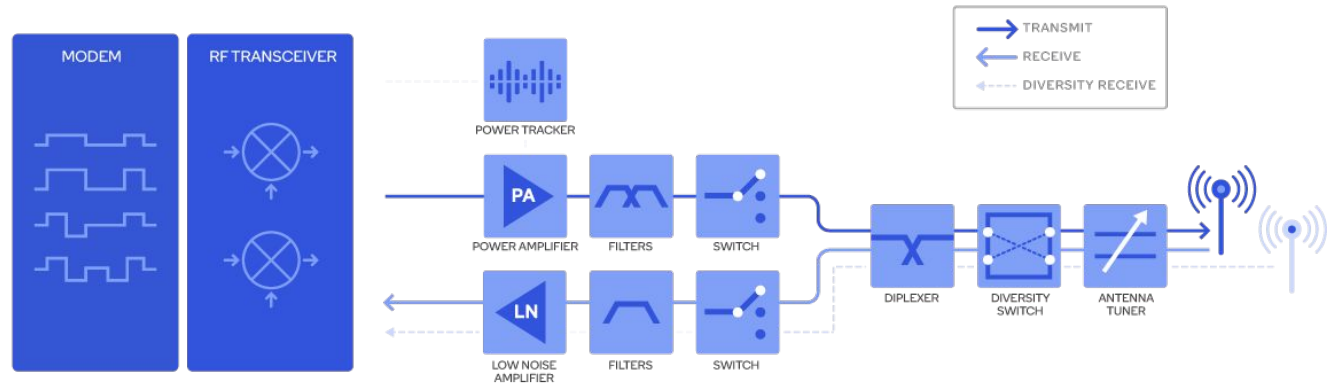 MODEM
RF TRANSCEIVER
TRANSMIT
RECEIVE
DIVERSITY RECEIVE
POWER TRACKER
PA
POWER AMPLIFIER
FILTERS
SWITCH
DIPLEXER
DIVERSITY
SWITCH
ANTENNA
TUNER
LN
LOW NOISE
AMPLIFIER
FILTERS
SWITCH